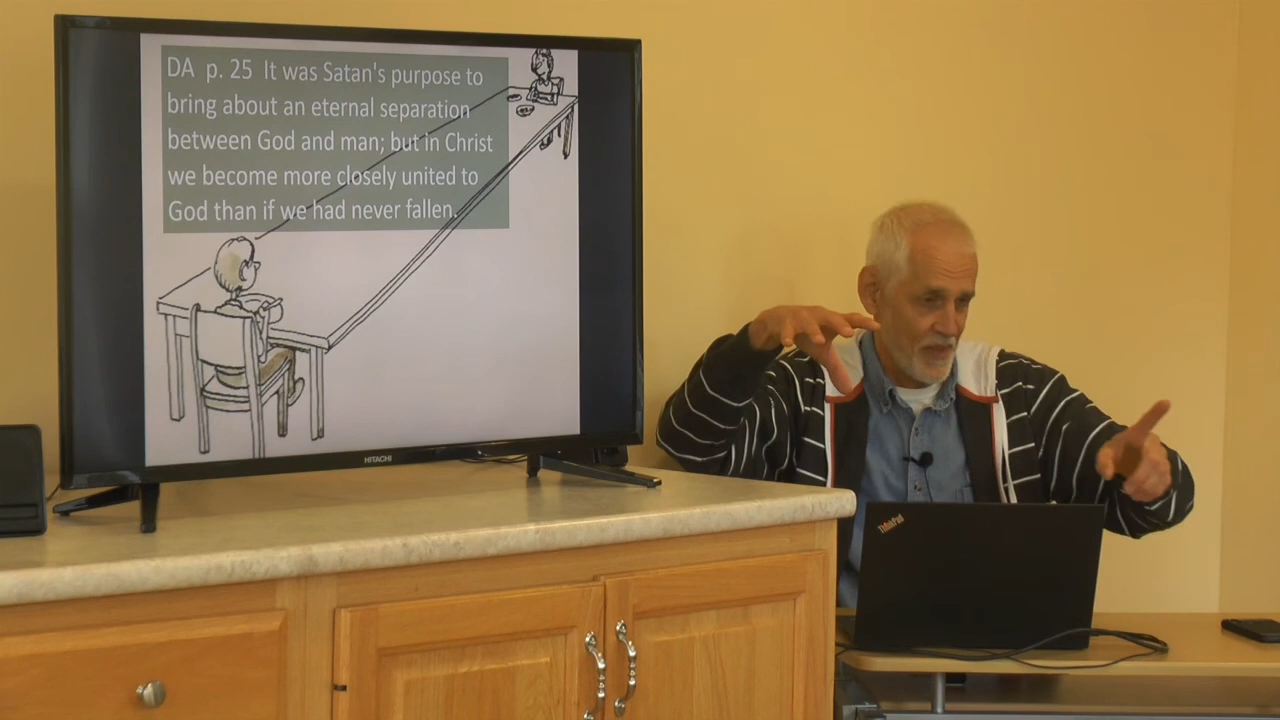 DA p. 25 It was Satan's purpose to
bring about an eternal separation
between God and man; but in Christ
we become more closely united to
God than if we had never fallen.
HITACHI
ThinkPad